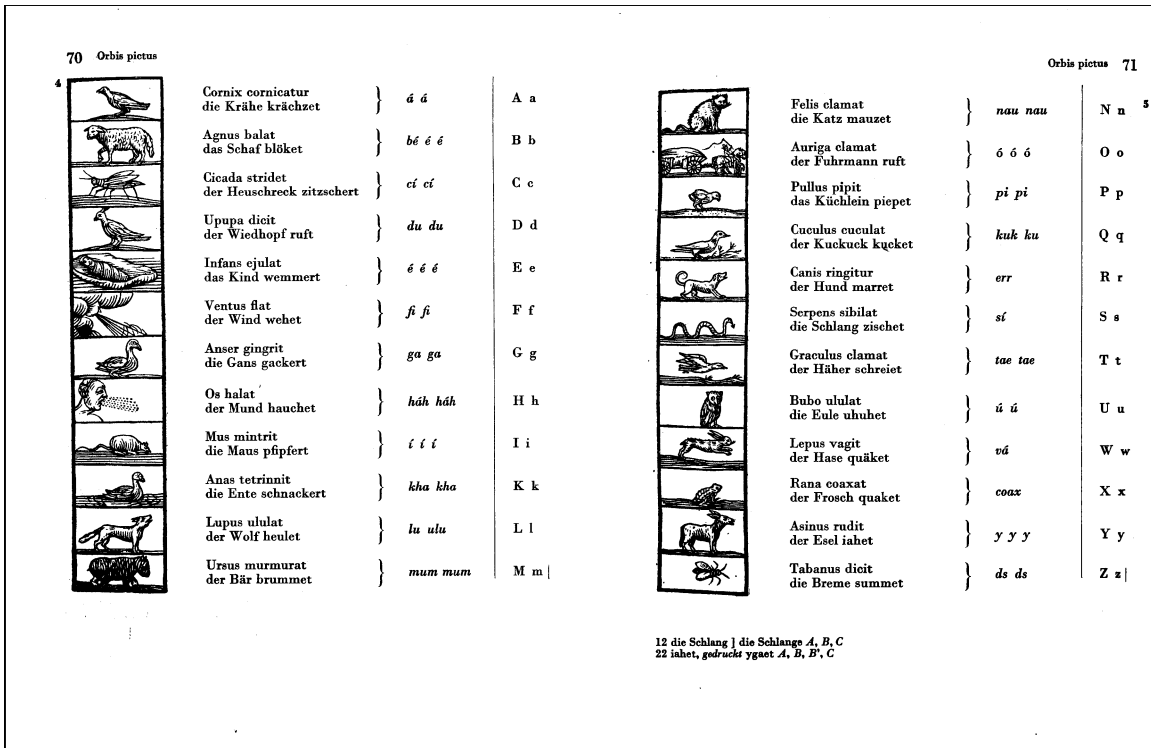 70 Orbis pictus
4
Cornix cornicatur
die Krähe krächzet } á á A a
Agnus balat
das Schaf blöket } bé é é B b
Cicada stridet
der Heuschreck zitzschert } cí cí C c
Upupa dicit
der Wiedhopf ruft } du du D d
Infans ejulat
das Kind wemmert } é é é E e
Ventus flat
der Wind wehet } fi fi F f
Anser gingrit
die Gans gackert } ga ga G g
Os halat
der Mund hauchet } háh háh H h
Mus mintrit
die Maus pfipfert } í í í I i
Anas tetrinnit
die Ente schnackert } kha kha K k
Lupus ululat
der Wolf heulet } lu ulu L l
Ursus murmurat
der Bär brummet } mum mum M m|
Orbis pictus 71
5
Felis clamat
die Katz mauzet } nau nau N n
Auriga clamat
der Fuhrmann ruft } ó ó ó O o
Pullus pipit
das Küchlein piepet } pi pi P p
Cuculus cuculat
der Kuckuck kucket } kuk ku Q q
Canis ringitur
der Hund marret } err R r
Serpens sibilat
die Schlang zischet } sí S s
Graculus clamat
der Häher schreiet } tae tae T t
Bubo ululat
die Eule uhuhet } ú ú U u
Lepus vagit
der Hase quäket } vá W w
Rana coaxat
der Frosch quaket } coax X x
Asinus rudit
der Esel iahet } y y y Y y
Tabanus dicit
die Breme summet } ds ds Z z|
12 die Schlang ] die Schlange A, B, C
22 iahet, gedruckt ygaet A, B, B', C